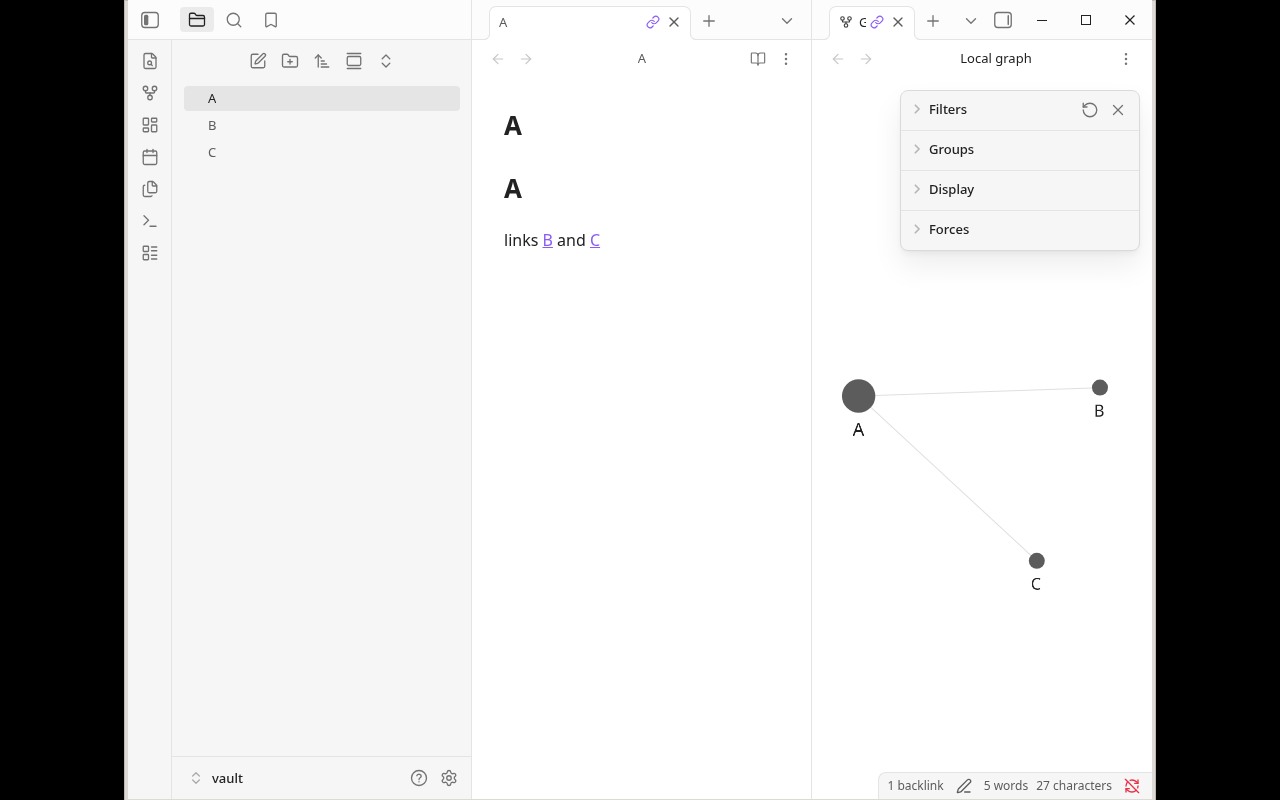 A
G
A
B
C
A
A
A
links B and C
Local graph
Filters
Groups
Display
Forces
A
B
C
vault
1 backlink
5 words
27 characters